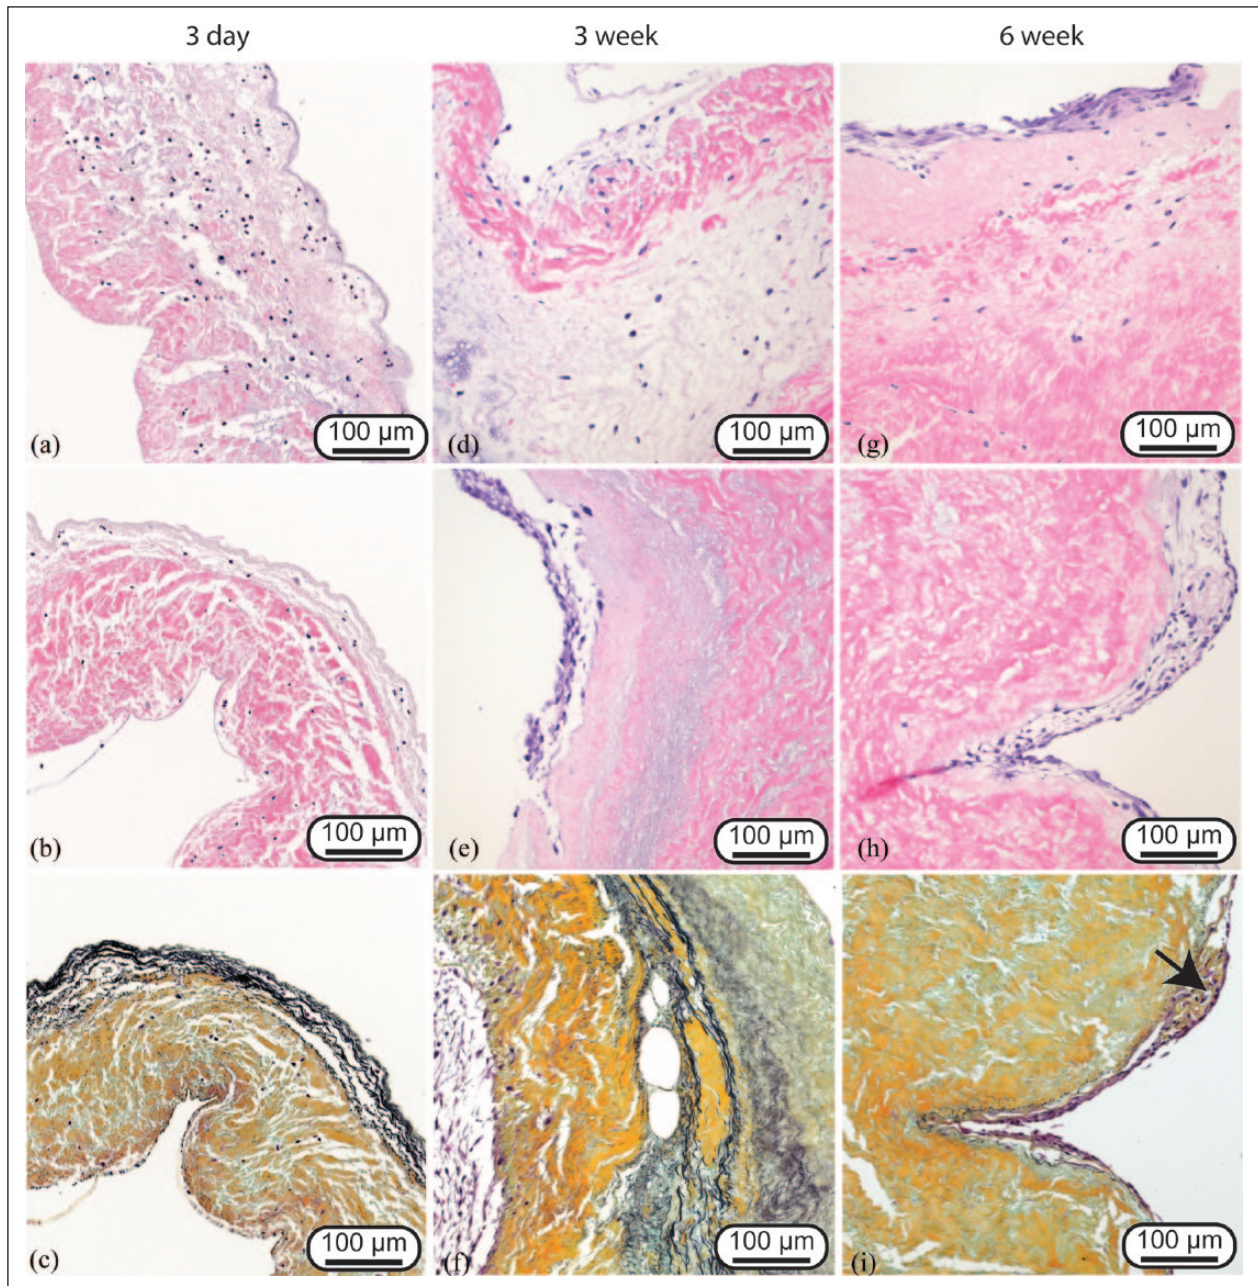 3 day 3 week 6 week
(a) 100 µm (d) 100 µm (g) 100 µm
(b) 100 µm (e) 100 µm (h) 100 µm
(c) 100 µm (f) 100 µm (i) 100 µm